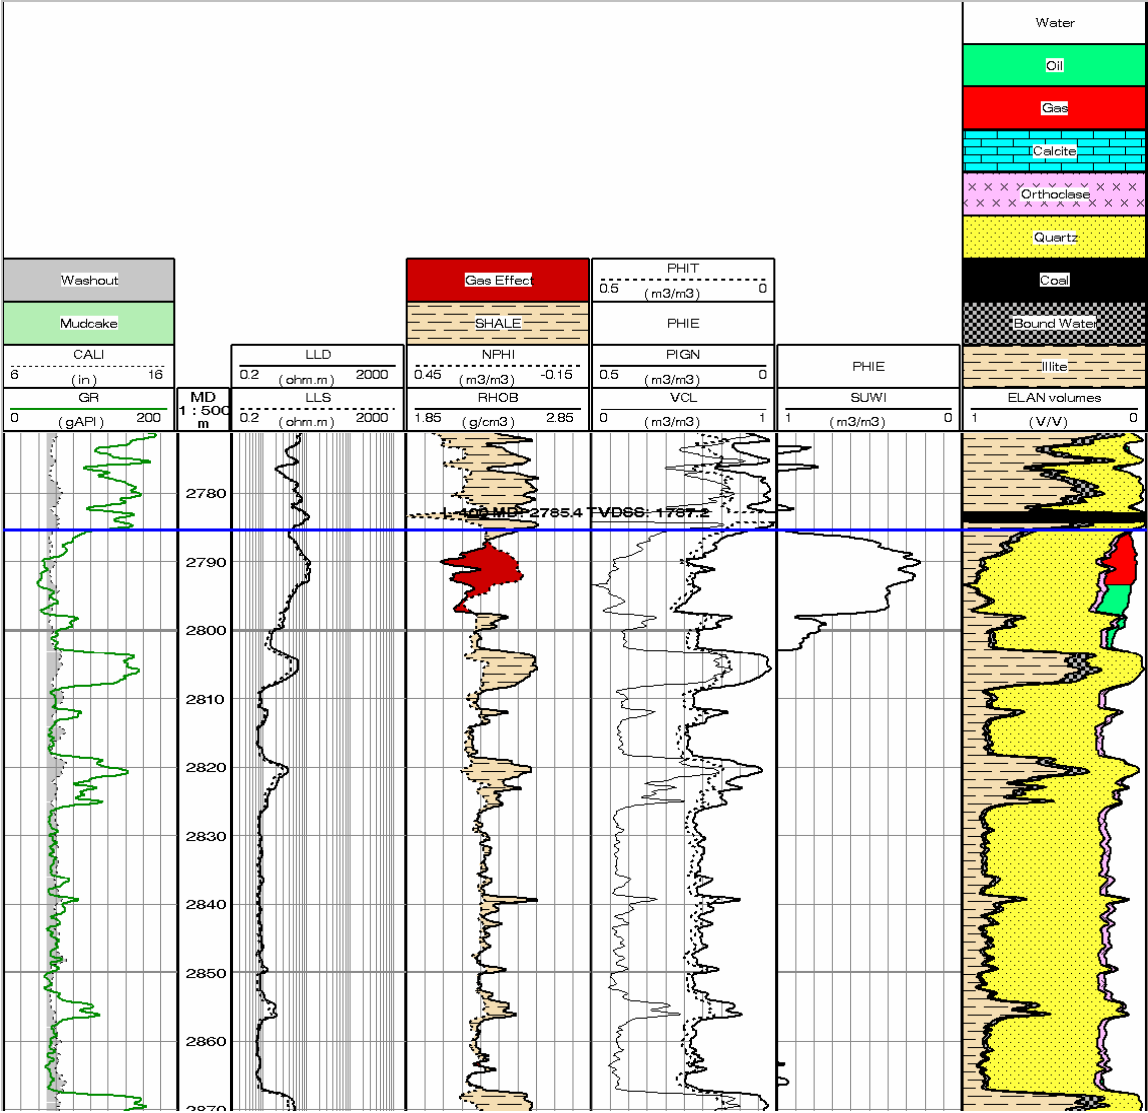 Water
Oil
Gas
Calcite
Orthoclase
Quartz
Washout
Gas Effect
PHIT
0.5 (m3/m3) 0
Coal
Mudcake
SHALE
PHIE
Bound Water
CALI
6 (in) 16
LLD
0.2 (ohm.m) 2000
NPHI
0.45 (m3/m3) -0.15
PIGN
0.5 (m3/m3) 0
PHIE
Illite
GR
0 (gAPI) 200
MD
1 : 500
m
LLS
0.2 (ohm.m) 2000
RHOB
1.85 (g/cm3) 2.85
VCL
0 (m3/m3) 1
SUWI
1 (m3/m3) 0
ELAN volumes
1 (V/V) 0
2780
MD: 2785.4 TVDSS: 1767.2
2790
2800
2810
2820
2830
2840
2850
2860
2870